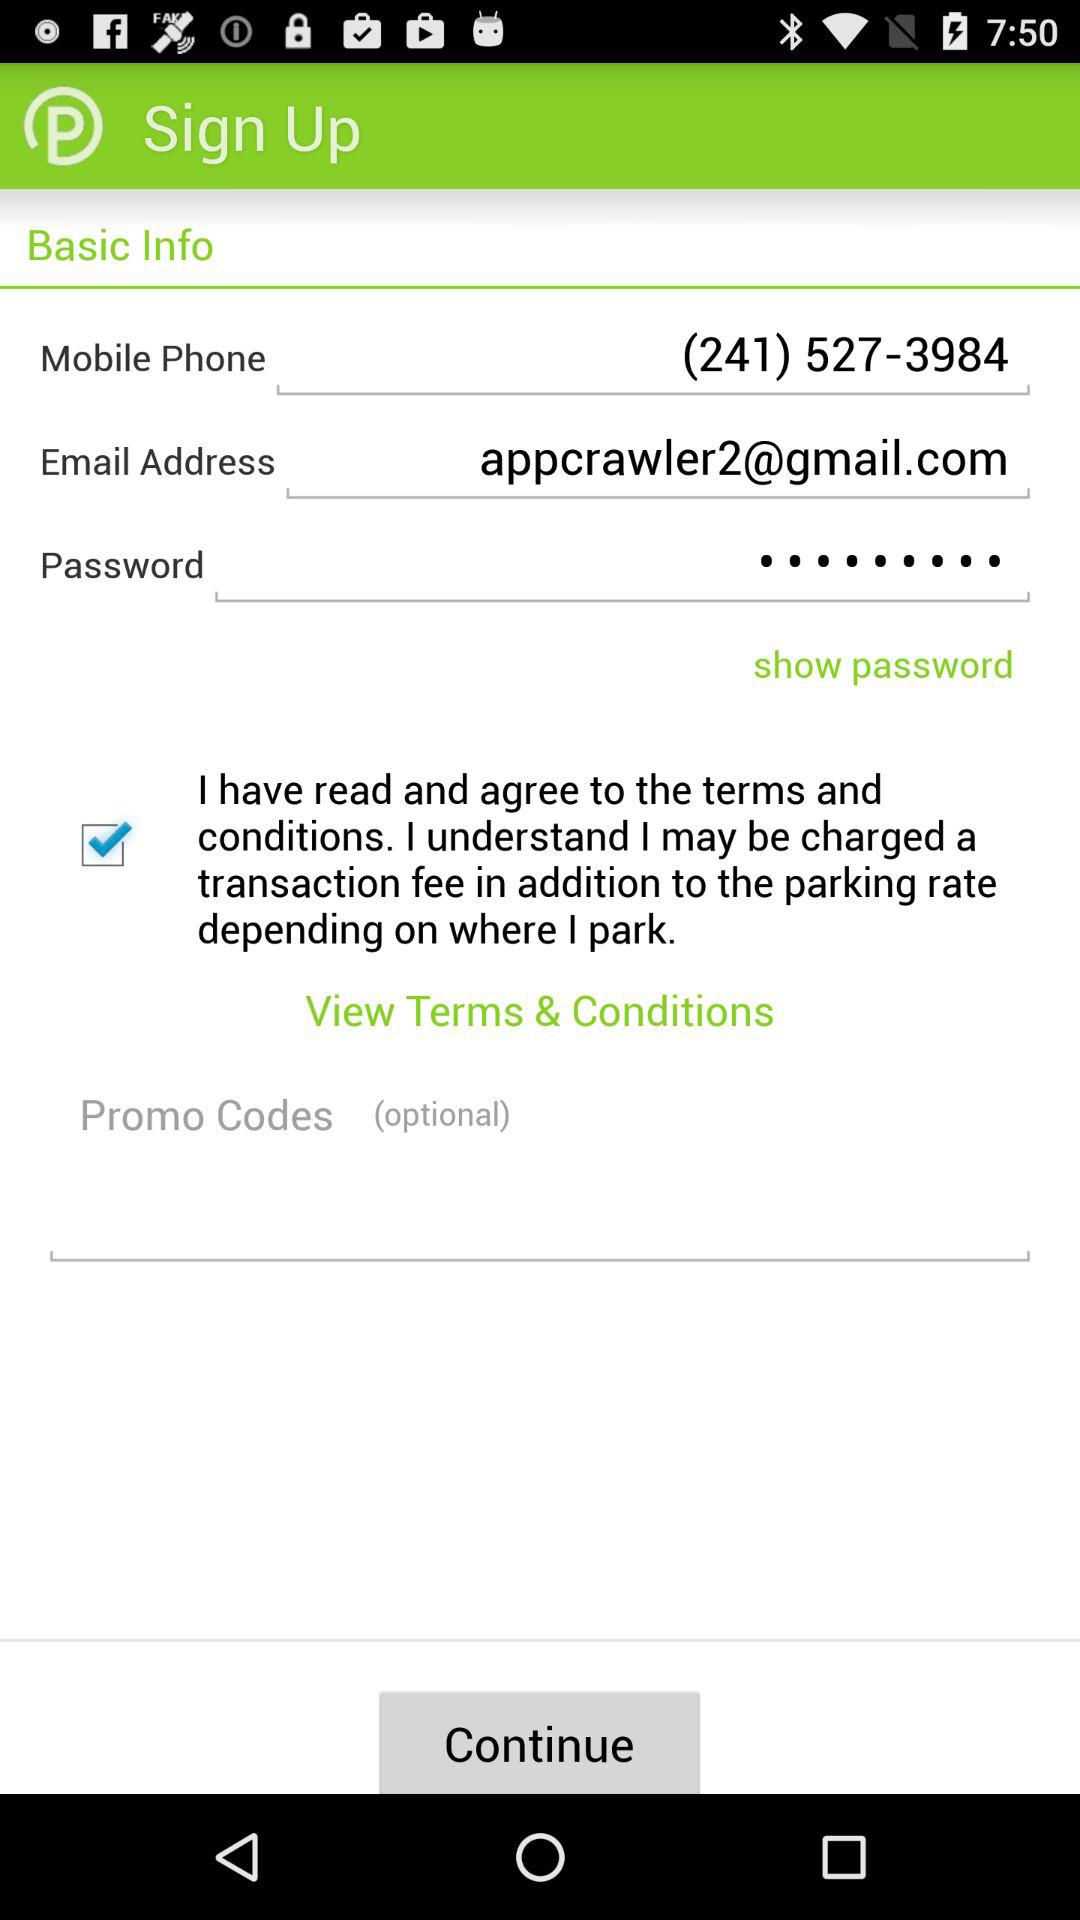 FAKE
7:50
P Sign Up
Basic Info
Mobile Phone (241) 527-3984
Email Address appcrawler2@gmail.com
Password •••••••••
show password
I have read and agree to the terms and
conditions. I understand I may be charged a
transaction fee in addition to the parking rate
depending on where I park.
View Terms & Conditions
Promo Codes (optional)
Continue